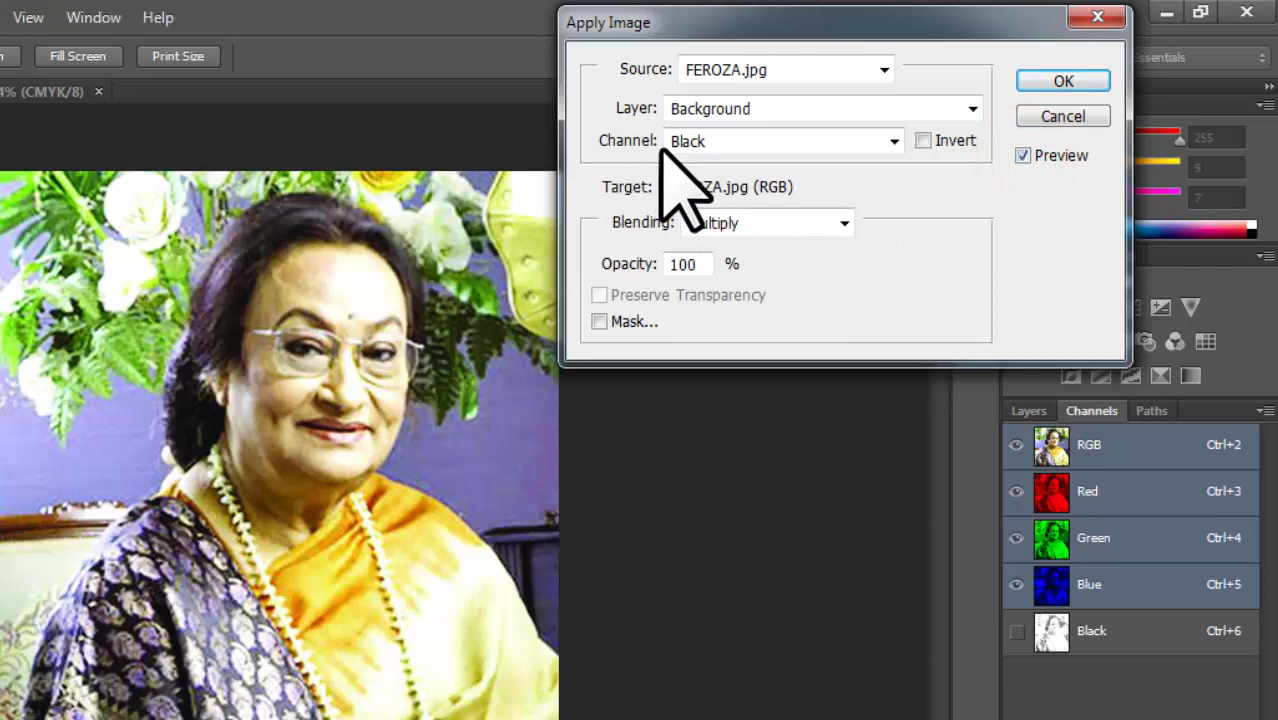 View Window Help
Apply Image
Fill Screen Print Size
Essentials
4% (CMYK/8) ×
Source: FEROZA.jpg
OK
Layer: Background
Cancel
Channel: Black
Invert
Preview
255
Target: ZA.jpg (RGB)
9
7
Blending: ultiply
Opacity: 100 %
Preserve Transparency
Mask...
Layers Channels Paths
RGB Ctrl+2
Red Ctrl+3
Green Ctrl+4
Blue Ctrl+5
Black Ctrl+6